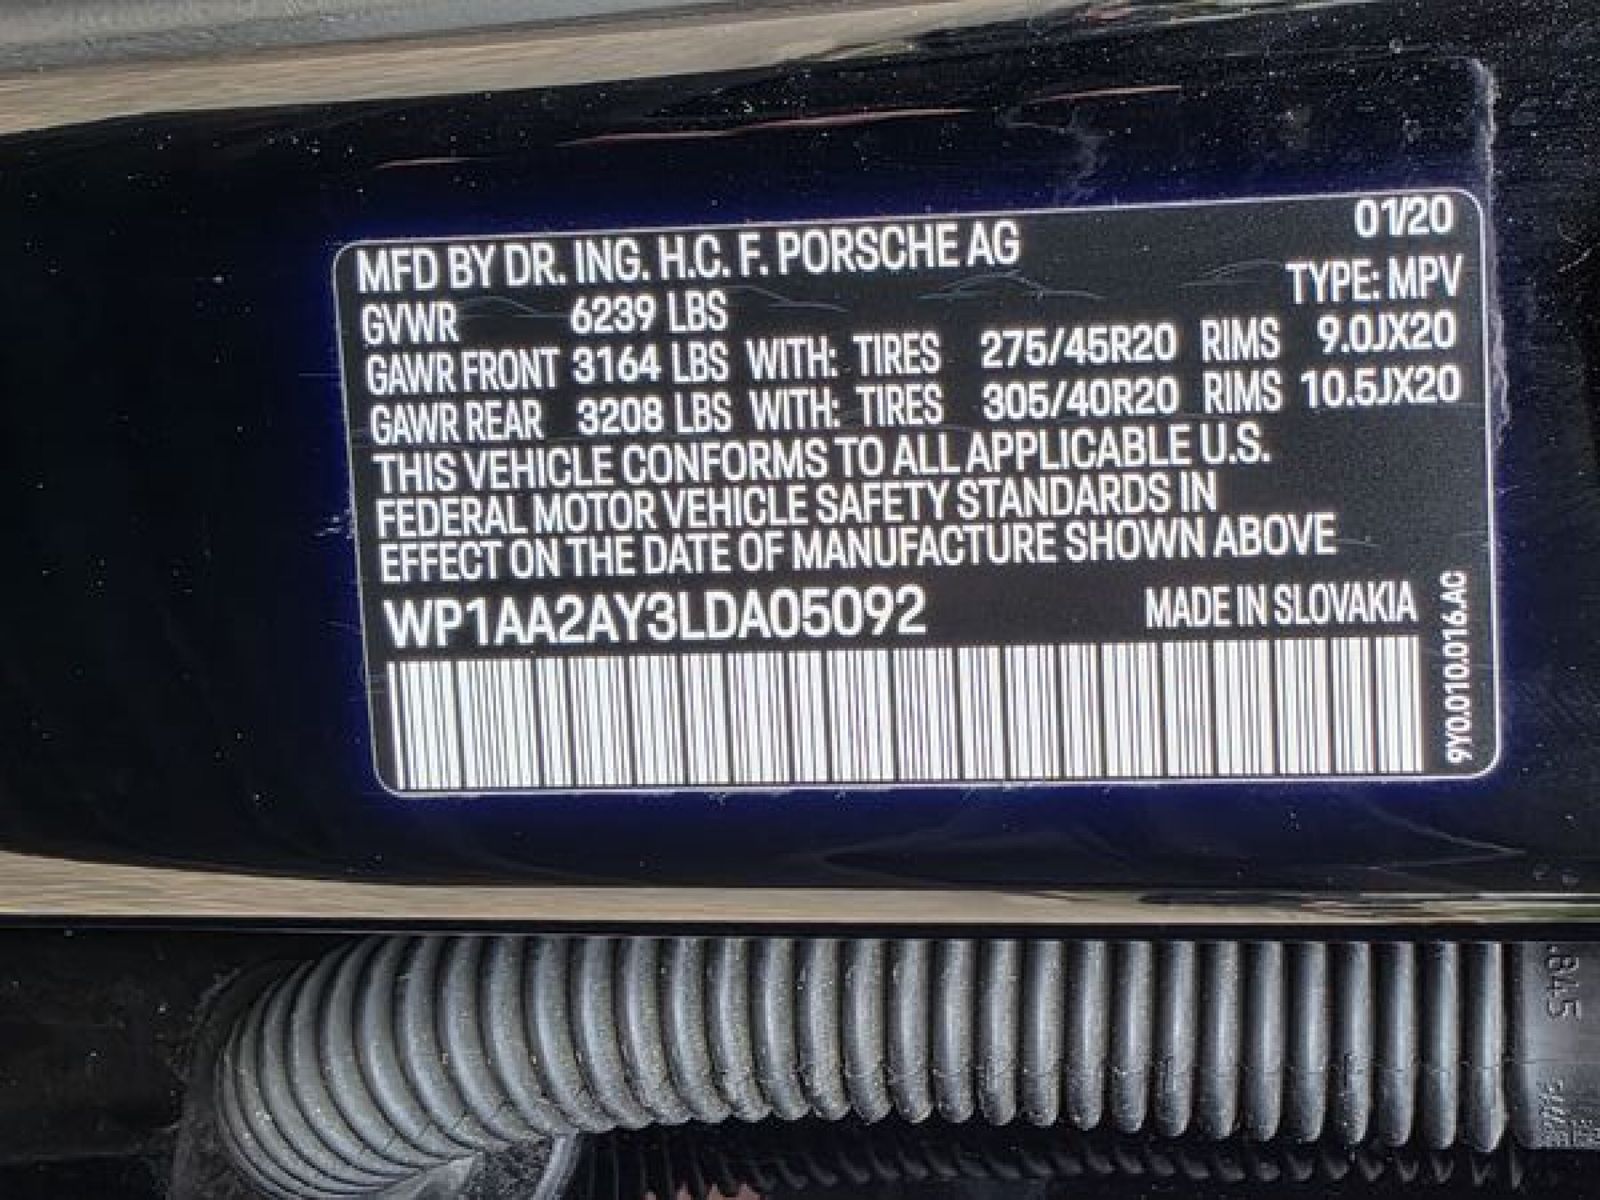 MFD BY DR. ING. H.C. F. PORSCHE AG 01/20
GVWR 6239 LBS TYPE: MPV
GAWR FRONT 3164 LBS WITH: TIRES 275/45R20 RIMS 9.0JX20
GAWR REAR 3208 LBS WITH: TIRES 305/40R20 RIMS 10.5JX20
THIS VEHICLE CONFORMS TO ALL APPLICABLE U.S.
FEDERAL MOTOR VEHICLE SAFETY STANDARDS IN
EFFECT ON THE DATE OF MANUFACTURE SHOWN ABOVE
WP1AA2AY3LDA05092 MADE IN SLOVAKIA
9Y0.010.016.AC